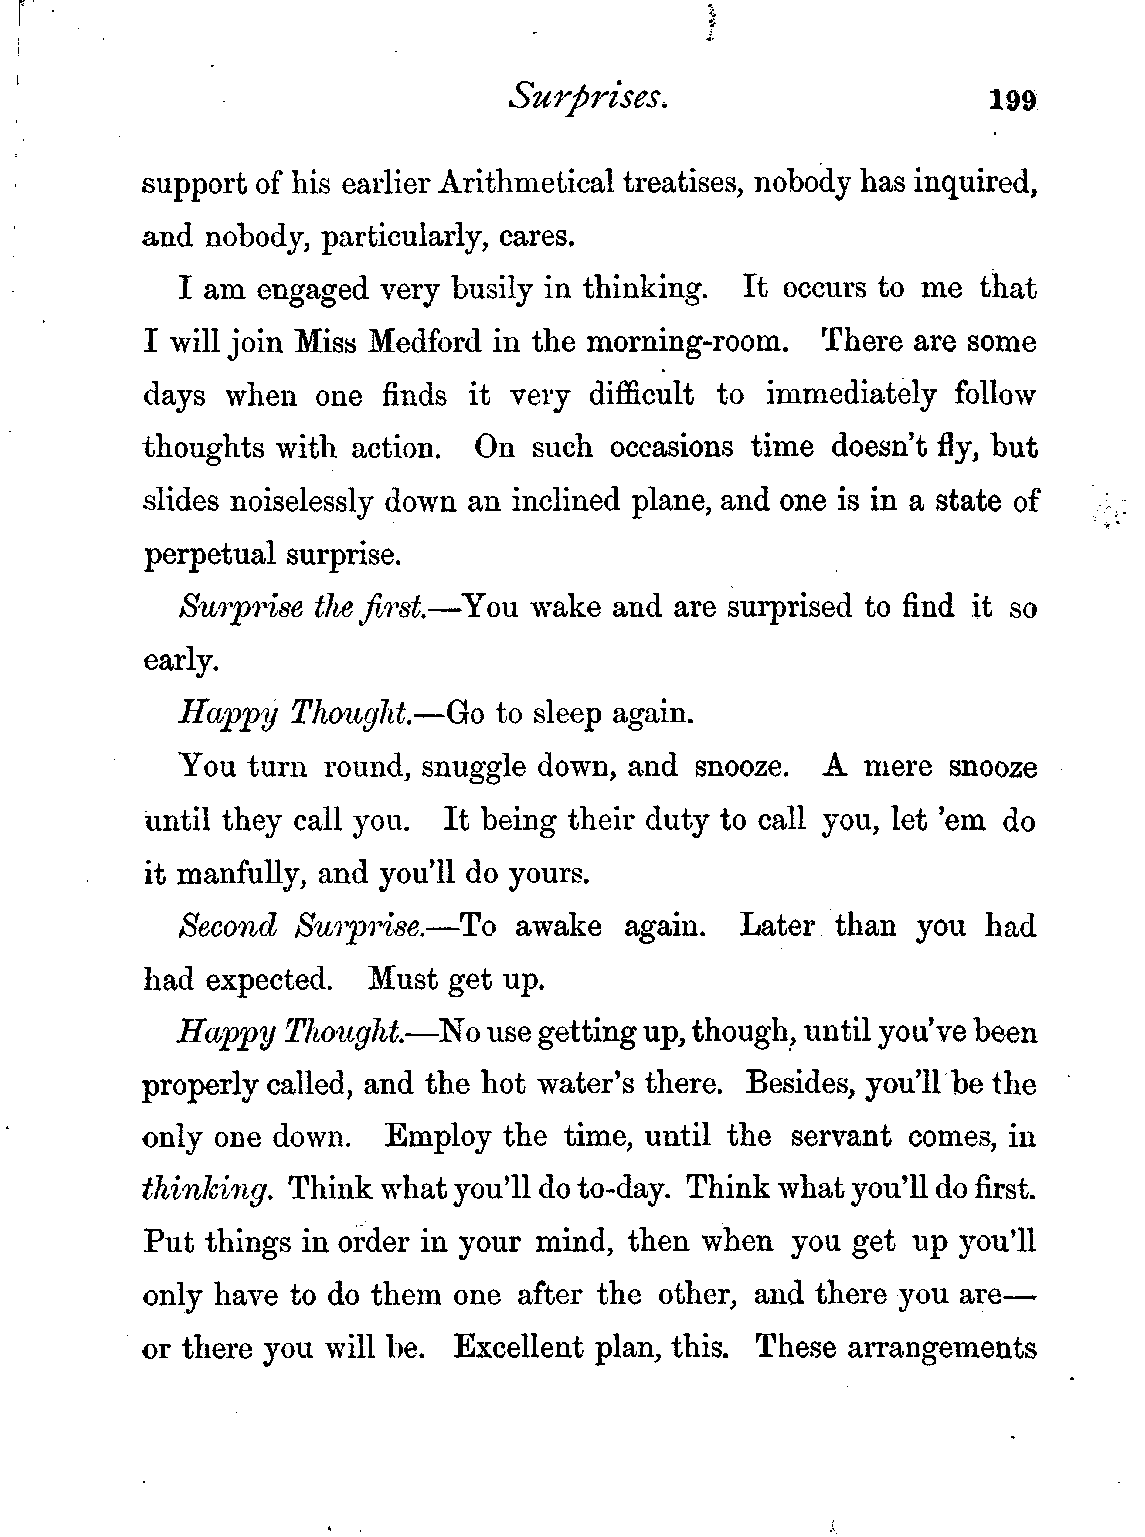 Surprises. 199
support of his earlier Arithmetical treatises, nobody has inquired,
and nobody, particularly, cares.
I am engaged very busily in thinking. It occurs to me that
I will join Miss Medford in the morning-room. There are some
days when one finds it very difficult to immediately follow
thoughts with action. On such occasions time doesn't fly, but
slides noiselessly down an inclined plane, and one is in a state of
perpetual surprise.
Surprise the first.—You wake and are surprised to find it so
early.
Happy Thought.—Go to sleep again.
You turn round, snuggle down, and snooze. A mere snooze
until they call you. It being their duty to call you, let 'em do
it manfully, and you'll do yours.
Second Surprise.—To awake again. Later than you had
had expected. Must get up.
Happy Thought.—No use getting up, though, until you've been
properly called, and the hot water's there. Besides, you'll be the
only one down. Employ the time, until the servant comes, in
thinking. Think what you'll do to-day. Think what you'll do first.
Put things in order in your mind, then when you get up you'll
only have to do them one after the other, and there you are—
or there you will be. Excellent plan, this. These arrangements